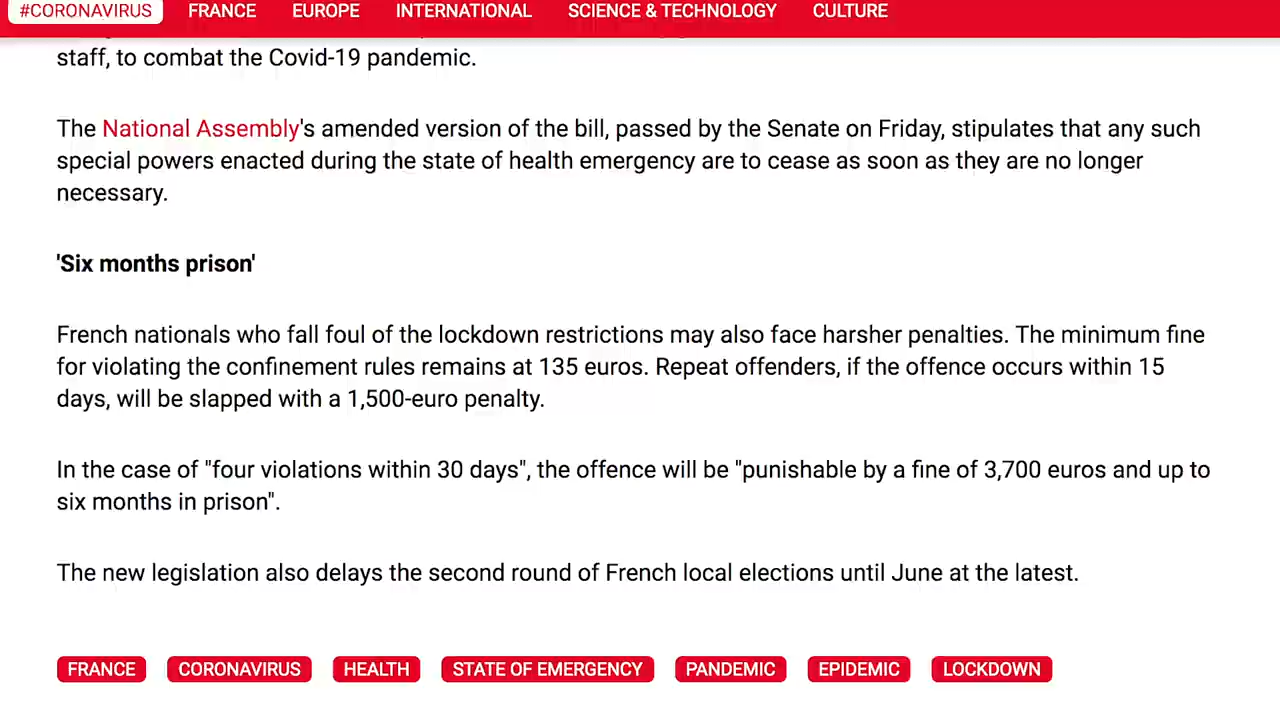 #CORONAVIRUS FRANCE EUROPE INTERNATIONAL SCIENCE & TECHNOLOGY CULTURE
staff, to combat the Covid-19 pandemic.
The National Assembly's amended version of the bill, passed by the Senate on Friday, stipulates that any such
special powers enacted during the state of health emergency are to cease as soon as they are no longer
necessary.
'Six months prison'
French nationals who fall foul of the lockdown restrictions may also face harsher penalties. The minimum fine
for violating the confinement rules remains at 135 euros. Repeat offenders, if the offence occurs within 15
days, will be slapped with a 1,500-euro penalty.
In the case of "four violations within 30 days", the offence will be "punishable by a fine of 3,700 euros and up to
six months in prison".
The new legislation also delays the second round of French local elections until June at the latest.
FRANCE CORONAVIRUS HEALTH STATE OF EMERGENCY PANDEMIC EPIDEMIC LOCKDOWN